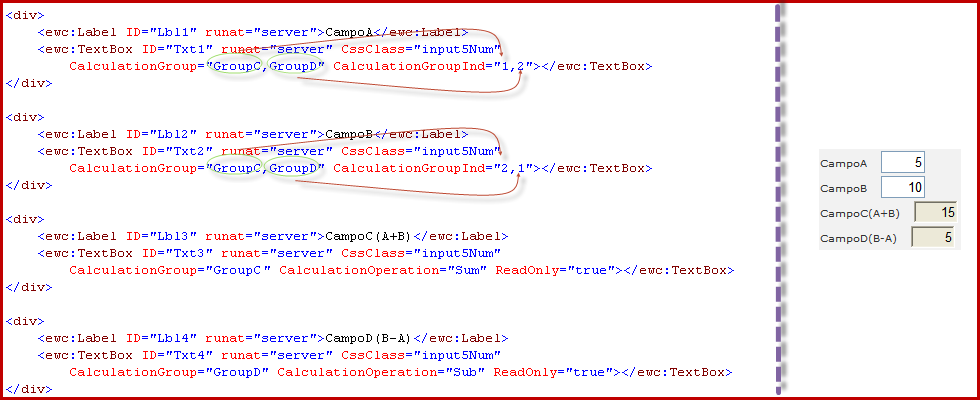 <div>
<ewc:Label ID="Lbl1" runat="server">CampoA</ewc:Label>
<ewc:TextBox ID="Txt1" runat="server" CssClass="input5Num"
CalculationGroup="GroupC,GroupD" CalculationGroupInd="1,2"></ewc:TextBox>
</div>
<div>
<ewc:Label ID="Lbl2" runat="server">CampoB</ewc:Label>
<ewc:TextBox ID="Txt2" runat="server" CssClass="input5Num"
CalculationGroup="GroupC,GroupD" CalculationGroupInd="2,1"></ewc:TextBox>
</div>
<div>
<ewc:Label ID="Lbl3" runat="server">CampoC(A+B)</ewc:Label>
<ewc:TextBox ID="Txt3" runat="server" CssClass="input5Num"
CalculationGroup="GroupC" CalculationOperation="Sum" ReadOnly="true"></ewc:TextBox>
</div>
<div>
<ewc:Label ID="Lbl4" runat="server">CampoD(B-A)</ewc:Label>
<ewc:TextBox ID="Txt4" runat="server" CssClass="input5Num"
CalculationGroup="GroupD" CalculationOperation="Sub" ReadOnly="true"></ewc:TextBox>
</div>
CampoA 5
CampoB 10
CampoC(A+B) 15
CampoD(B-A) 5